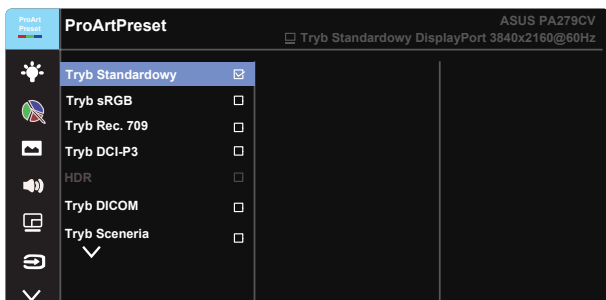 ProArt
Preset
ProArtPreset
ASUS PA279CV
Tryb Standardowy DisplayPort 3840x2160@60Hz
Tryb Standardowy
Tryb sRGB
Tryb Rec. 709
Tryb DCI-P3
HDR
Tryb DICOM
Tryb Sceneria